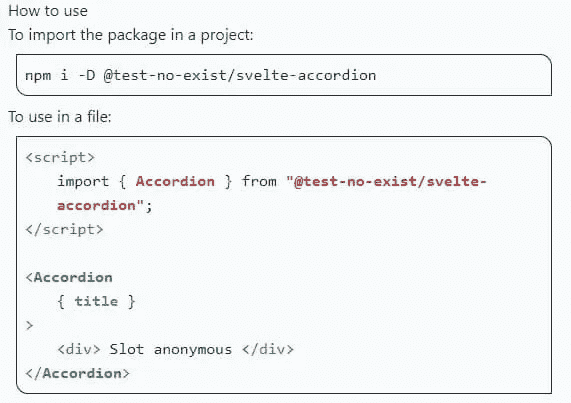 How to use
To import the package in a project:
npm i -D @test-no-exist/svelte-accordion
To use in a file:
<script>
import { Accordion } from "@test-no-exist/svelte-
accordion";
</script>
<Accordion
{ title }
>
<div> Slot anonymous </div>
</Accordion>